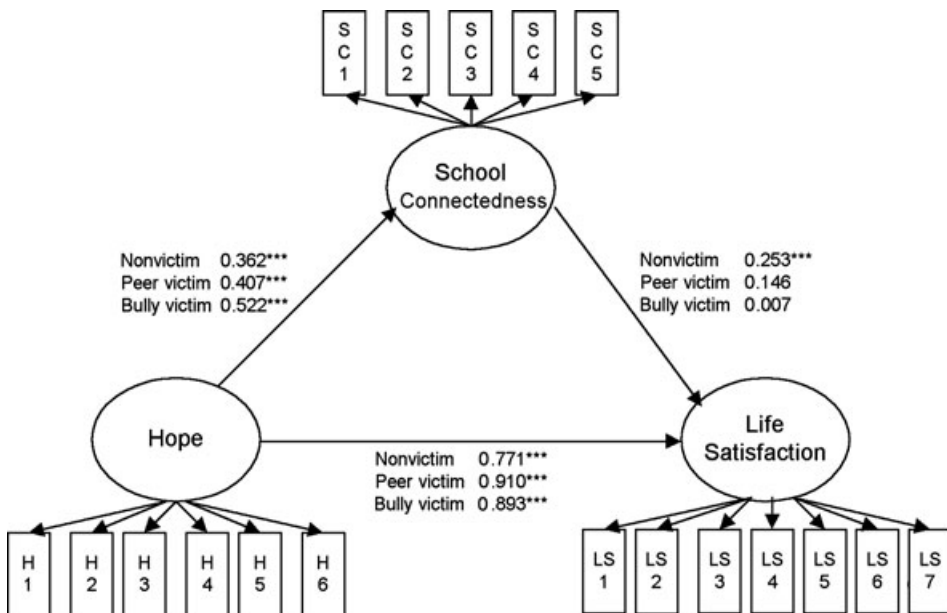 S C 1
S C 2
S C 3
S C 4
S C 5
School
Connectedness
Nonvictim 0.362***
Peer victim 0.407***
Bully victim 0.522***
Nonvictim 0.253***
Peer victim 0.146
Bully victim 0.007
Hope
Life
Satisfaction
Nonvictim 0.771***
Peer victim 0.910***
Bully victim 0.893***
H 1
H 2
H 3
H 4
H 5
H 6
LS 1
LS 2
LS 3
LS 4
LS 5
LS 6
LS 7